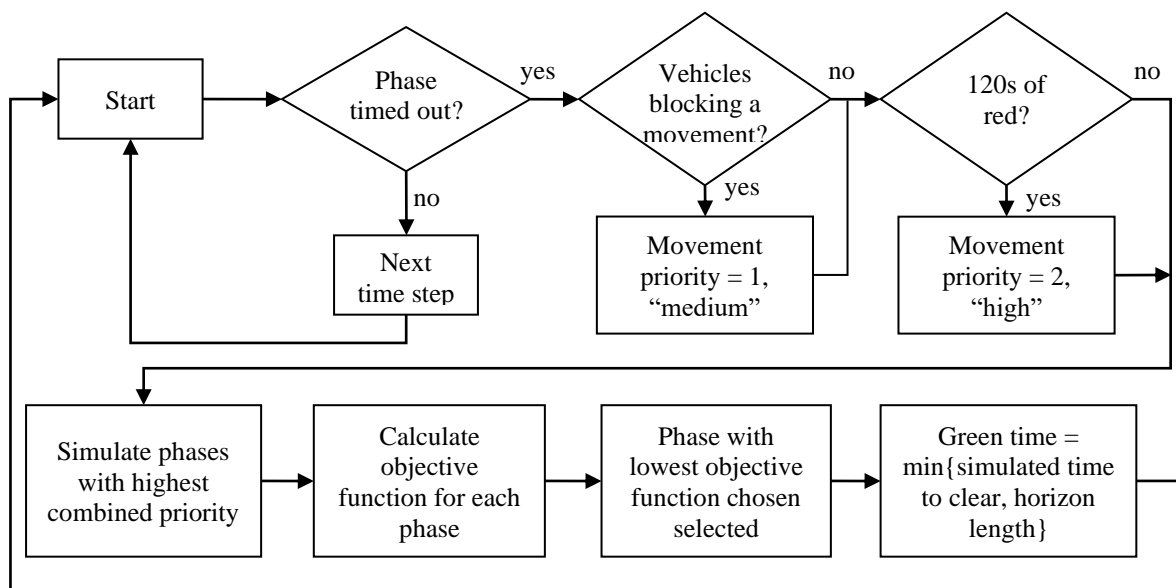 Start
Phase
timed out?
yes
no
Next
time step
Vehicles
blocking a
movement?
no
yes
Movement
priority = 1,
“medium”
120s of
red?
no
yes
Movement
priority = 2,
“high”
Simulate phases
with highest
combined priority
Calculate
objective
function for each
phase
Phase with
lowest objective
function chosen
selected
Green time =
min{simulated time
to clear, horizon
length}